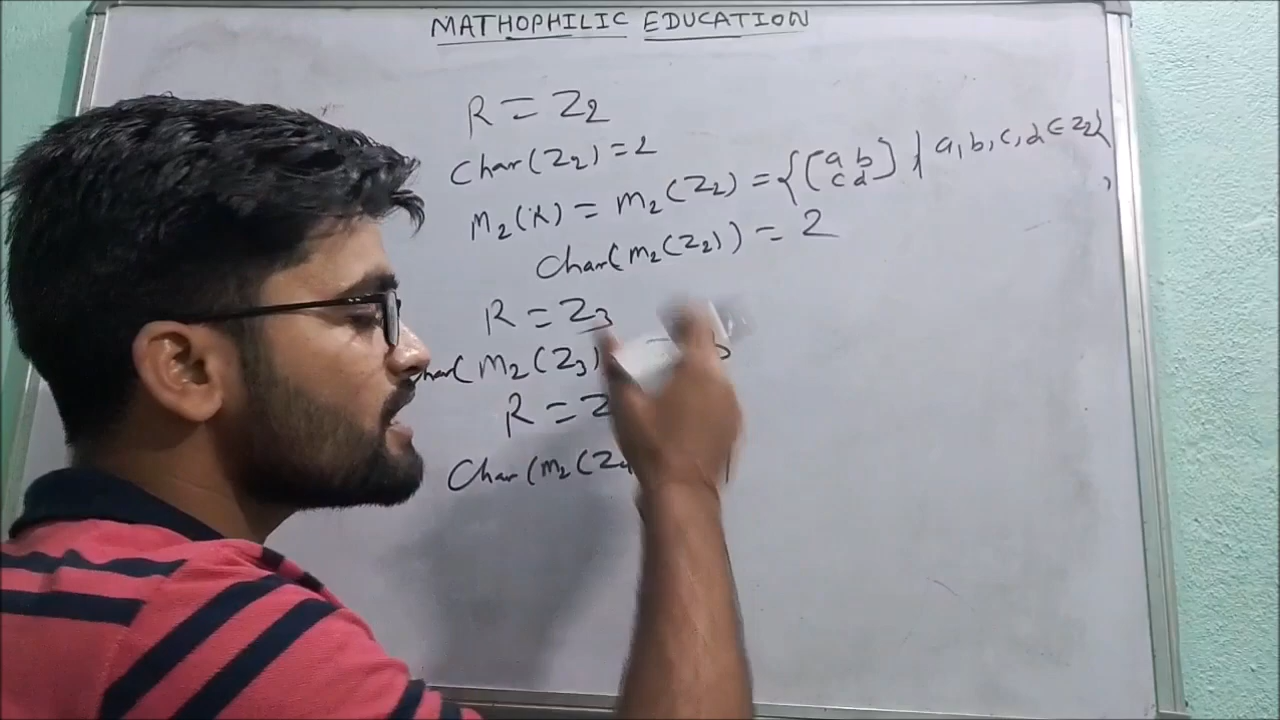 MATHOPHILIC EDUCATION
R = Z2
Char(Z2) = 2
M2(R) = M2(Z2) = {[a b c d] | a, b, c, d ∈ Z2}
Char(M2(Z2)) = 2
R = Z3
Char(M2(Z3)
R = Z
Char(M2(Z4